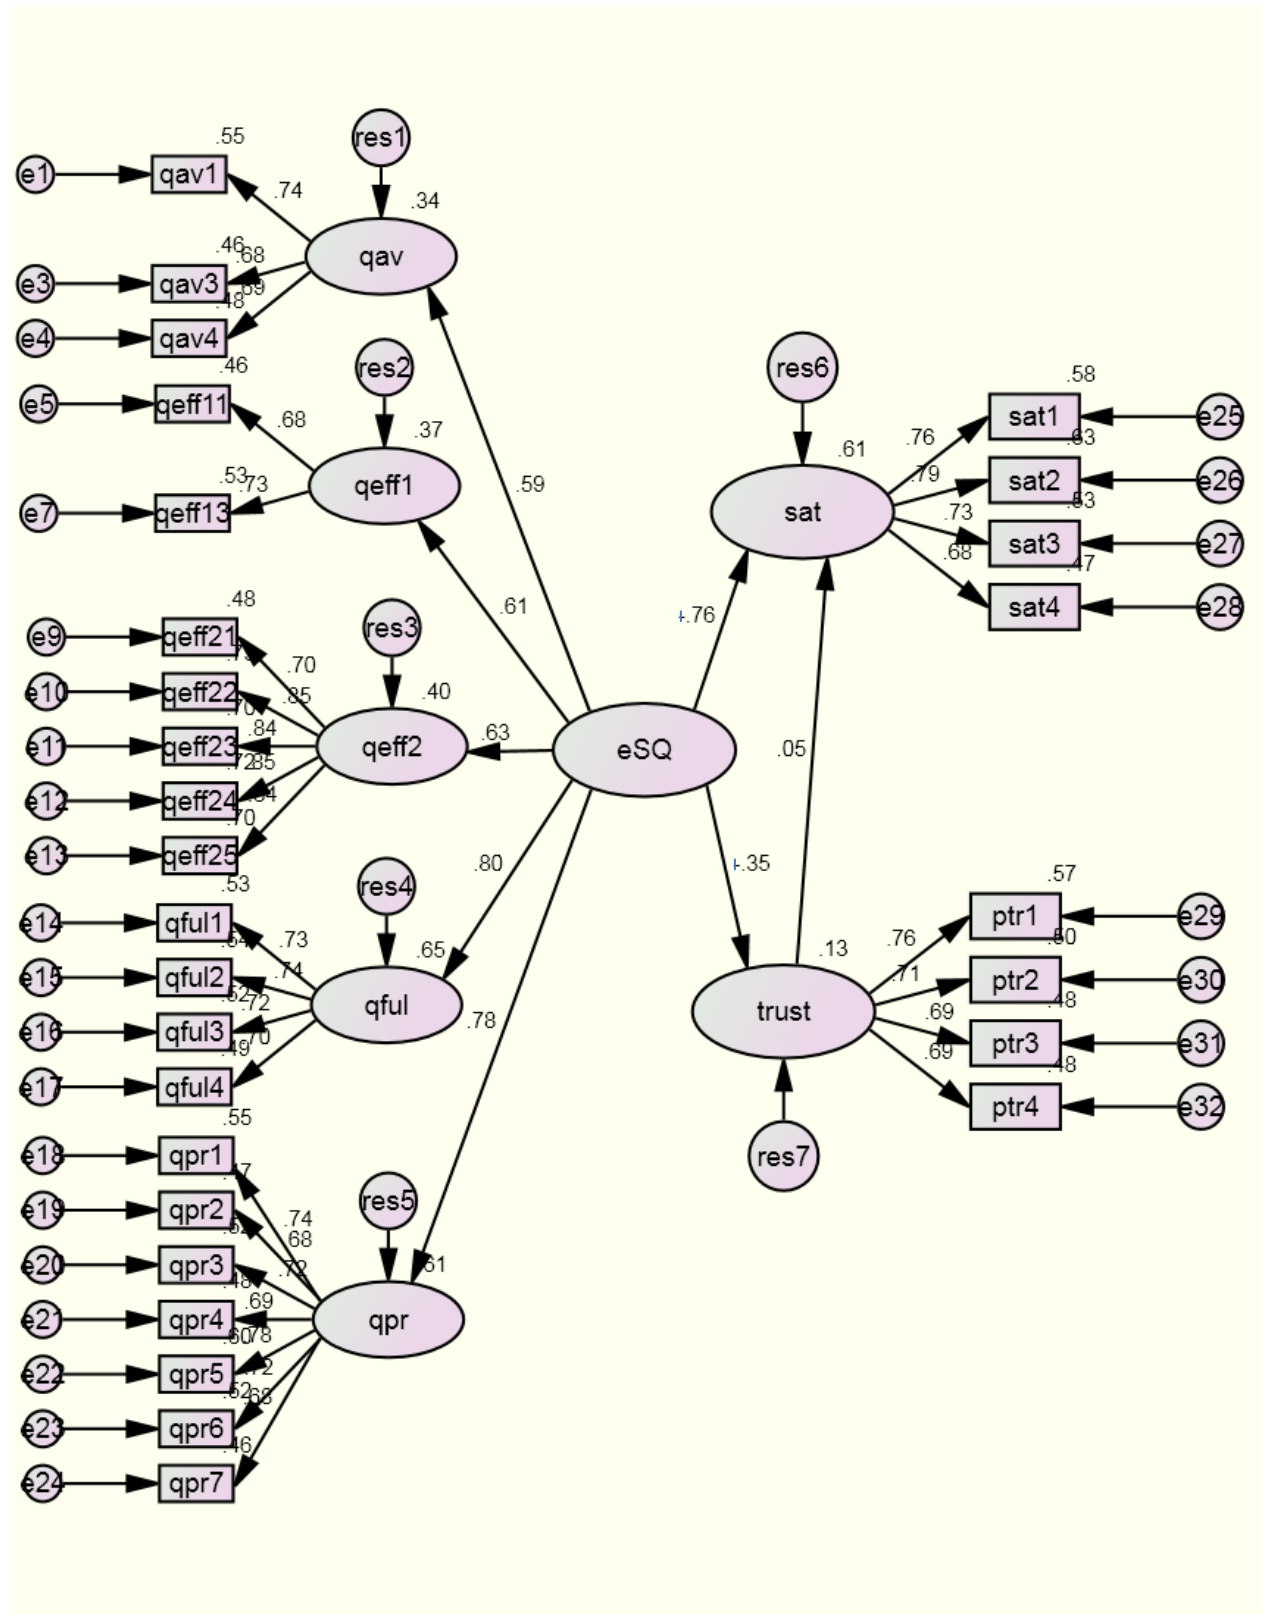 .55
res1
e1
qav1
.74
.34
.46
.68
qav
e3
qav3
.69
.48
e4
qav4
res2
res6
.46
.58
e5
qeff11
.68
.37
sat1
e25
.76
.63
.61
.53
.73
qeff1
.59
.79
sat2
e26
e7
qeff13
sat
.73
.53
sat3
e27
.68
.47
.48
.61
+.76
sat4
e28
e9
qeff21
res3
.70
e10
qeff22
.85
.40
.70
e11
qeff23
.84
qeff2
.63
eSQ
.05
.72
.85
e12
qeff24
.84
.70
e13
qeff25
.80
+.35
.53
res4
.57
e14
qful1
.73
.65
.13
.76
ptr1
e29
.54
.50
e15
qful2
.74
.71
ptr2
e30
.52
.72
qful
.78
trust
.69
.48
e16
qful3
ptr3
e31
.49
.70
.69
.48
e17
qful4
ptr4
e32
.55
e18
qpr1
res7
.47
res5
e19
qpr2
.74
.52
.68
e20
qpr3
.72
.61
.48
.69
e21
qpr4
qpr
.60
.78
e22
qpr5
.72
.52
.68
e23
qpr6
.46
e24
qpr7